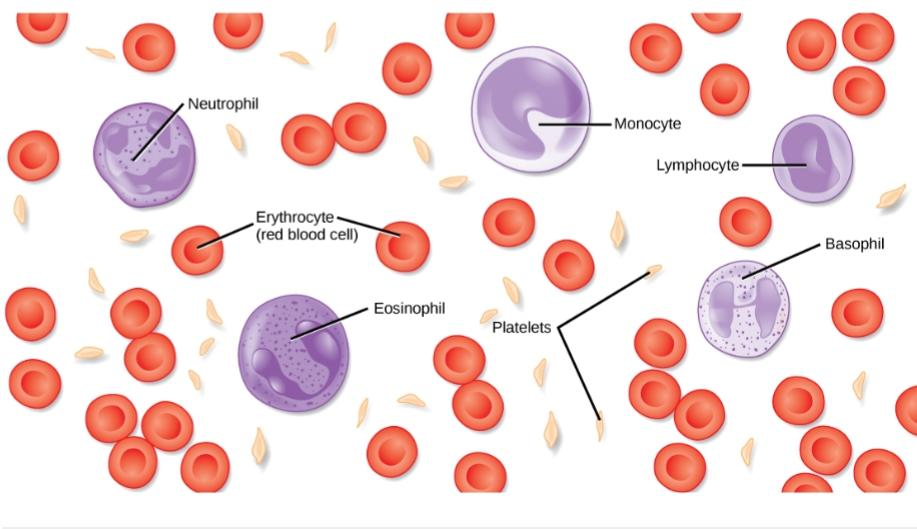 Neutrophil
Monocyte
Lymphocyte
Erythrocyte
(red blood cell)
Basophil
Eosinophil
Platelets